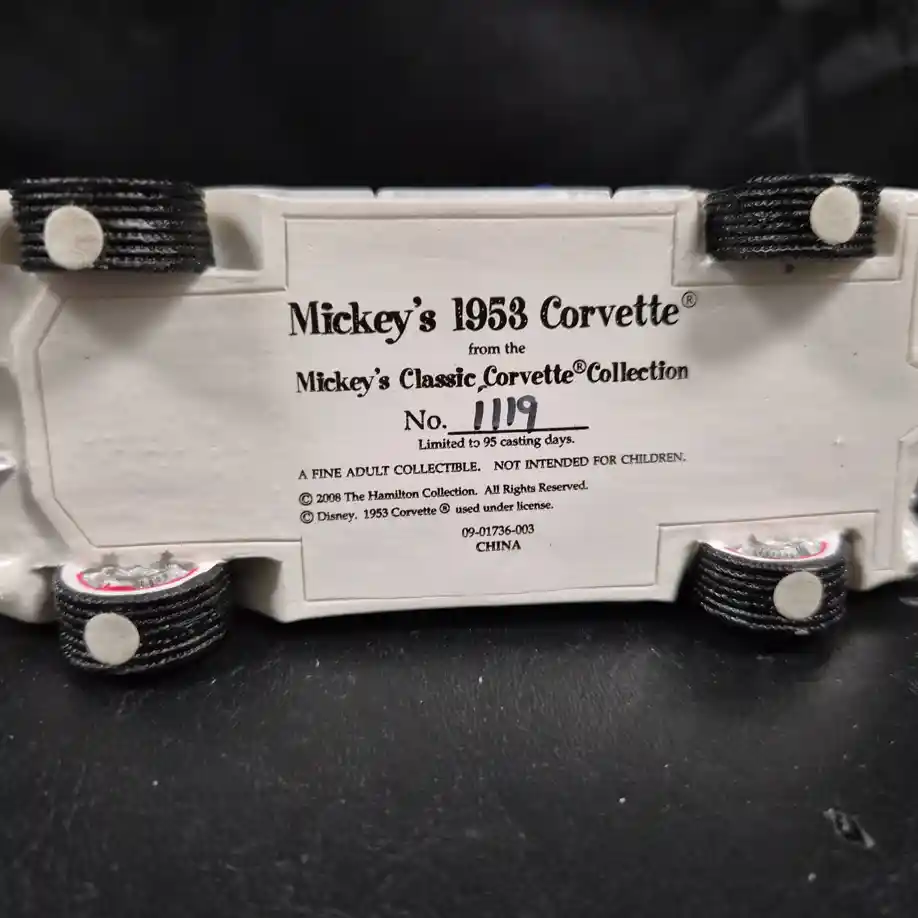 Mickey's 1953 Corvette®
from the
Mickey's Classic Corvette® Collection
No. 1119
Limited to 95 casting days.
A FINE ADULT COLLECTIBLE. NOT INTENDED FOR CHILDREN.
© 2008 The Hamilton Collection. All Rights Reserved.
© Disney. 1953 Corvette ® used under license.
09-01736-003
CHINA